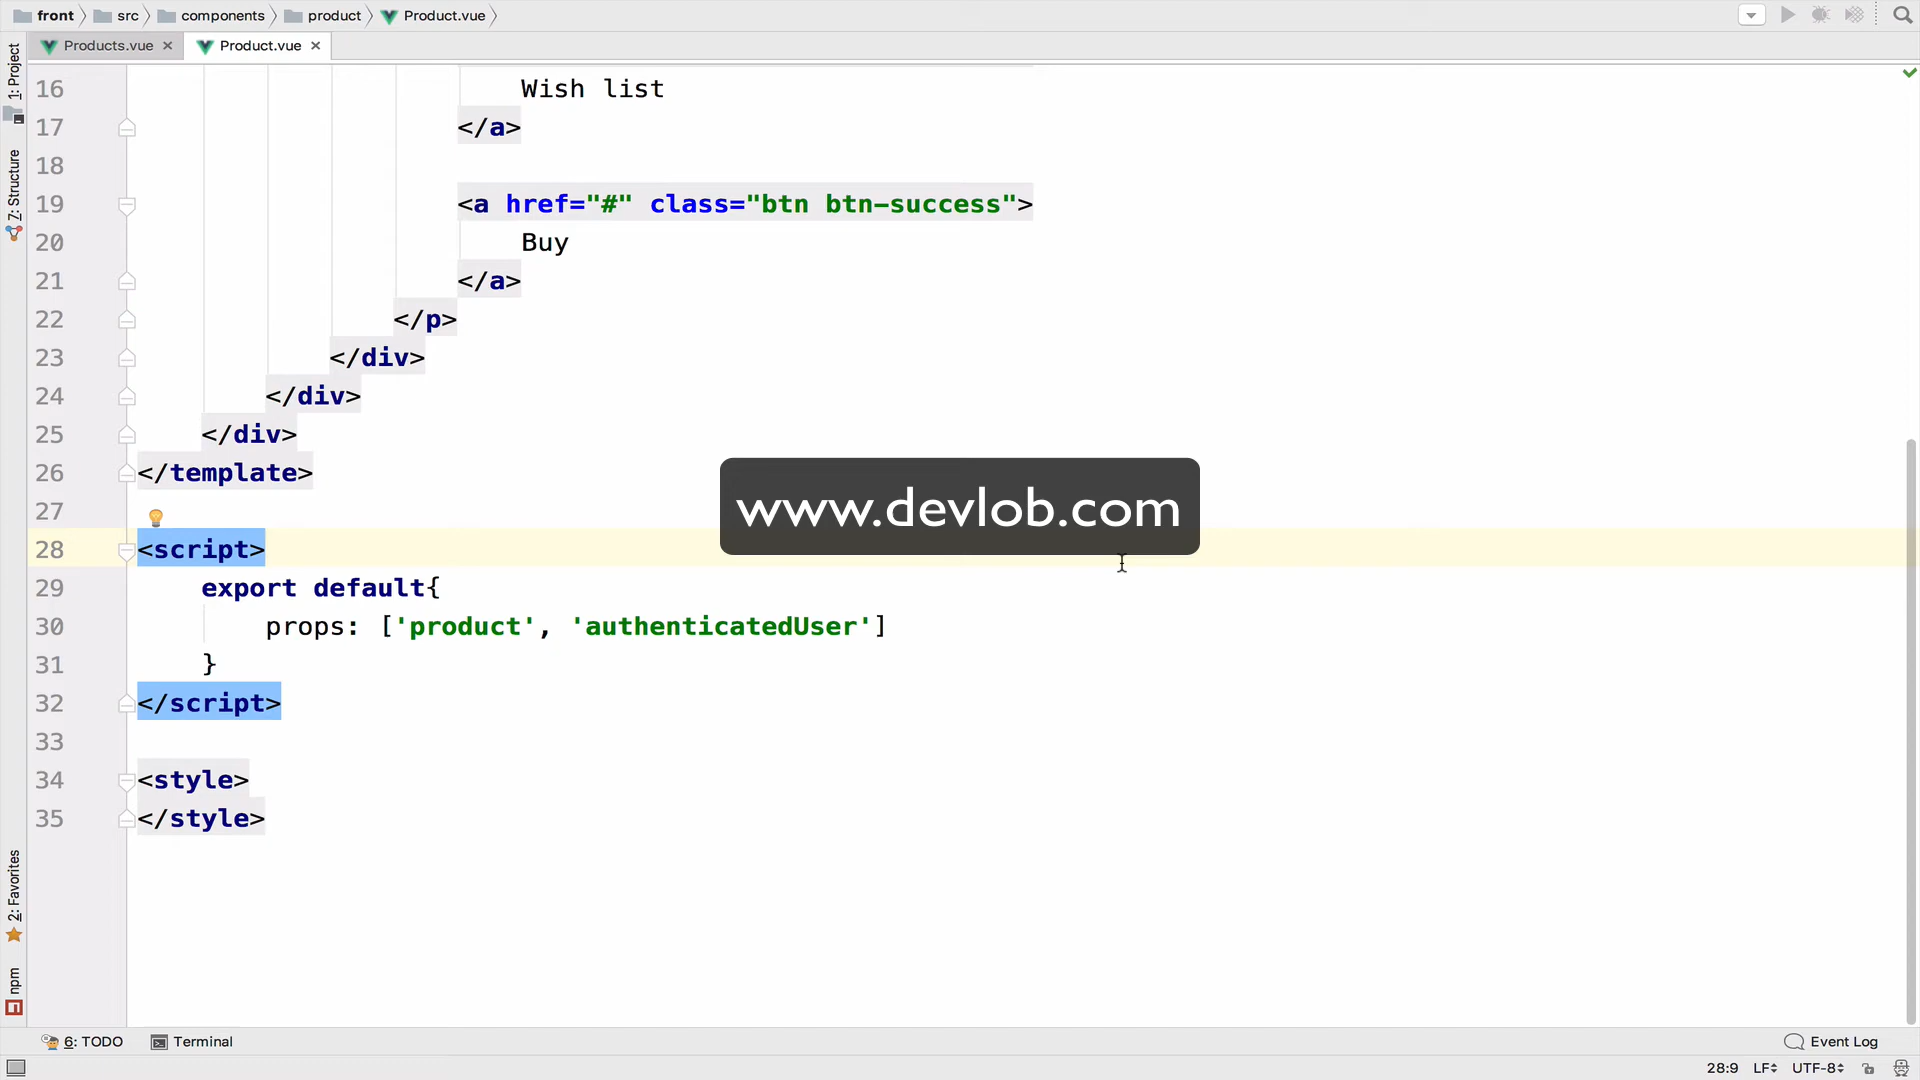 front src components product Product.vue
Products.vue Product.vue
1: Project
7: Structure
2: Favorites
npm
16 Wish list
17 </a>
18
19 <a href="#" class="btn btn-success">
20 Buy
21 </a>
22 </p>
23 </div>
24 </div>
25 </div>
26 </template>
27
www.devlob.com
28 <script>
29 export default{
30 props: ['product', 'authenticatedUser']
31 }
32 </script>
33
34 <style>
35 </style>
6: TODO Terminal Event Log
28:9 LF UTF-8